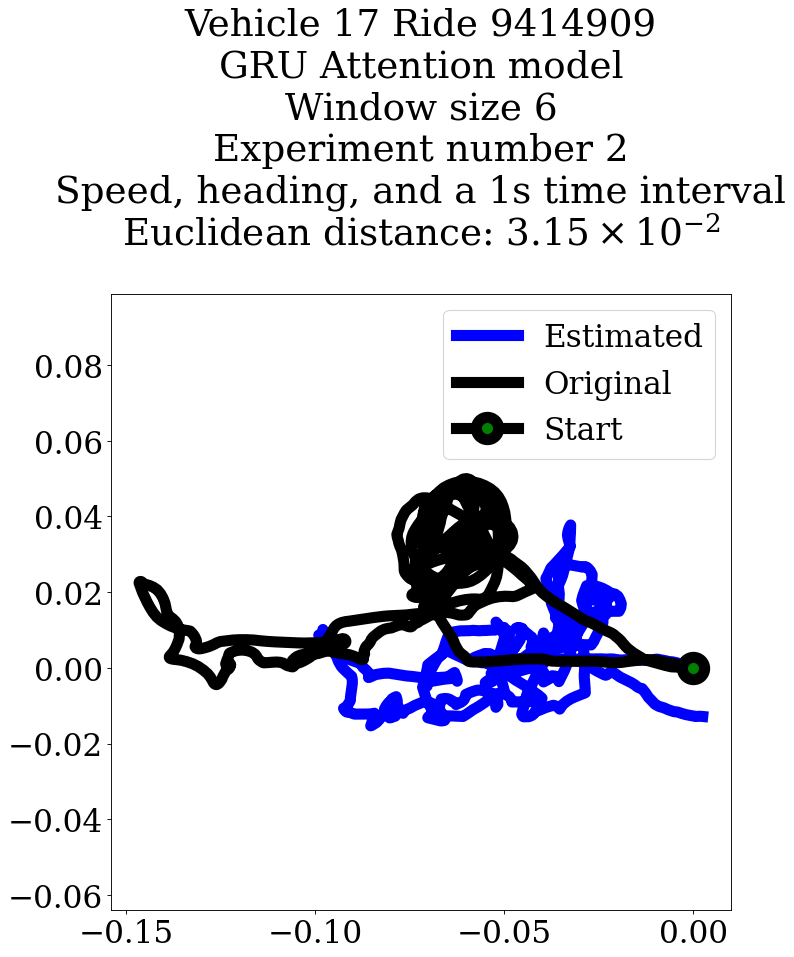 Vehicle 17 Ride 9414909
GRU Attention model
Window size 6
Experiment number 2
Speed, heading, and a 1s time interval
Euclidean distance: 3.15 × 10⁻²
Estimated
Original
Start
0.08
0.06
0.04
0.02
0.00
−0.02
−0.04
−0.06
−0.15 −0.10 −0.05 0.00